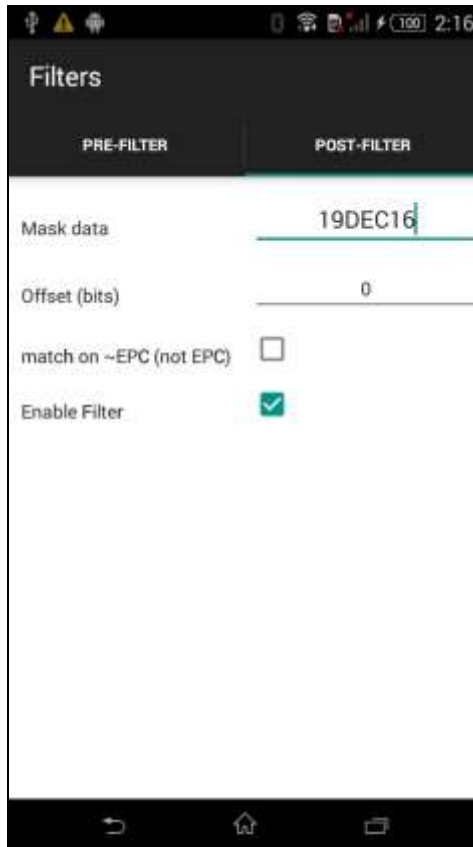 100 2:16
Filters
PRE-FILTER POST-FILTER
Mask data 19DEC16
Offset (bits) 0
match on ~EPC (not EPC)
Enable Filter